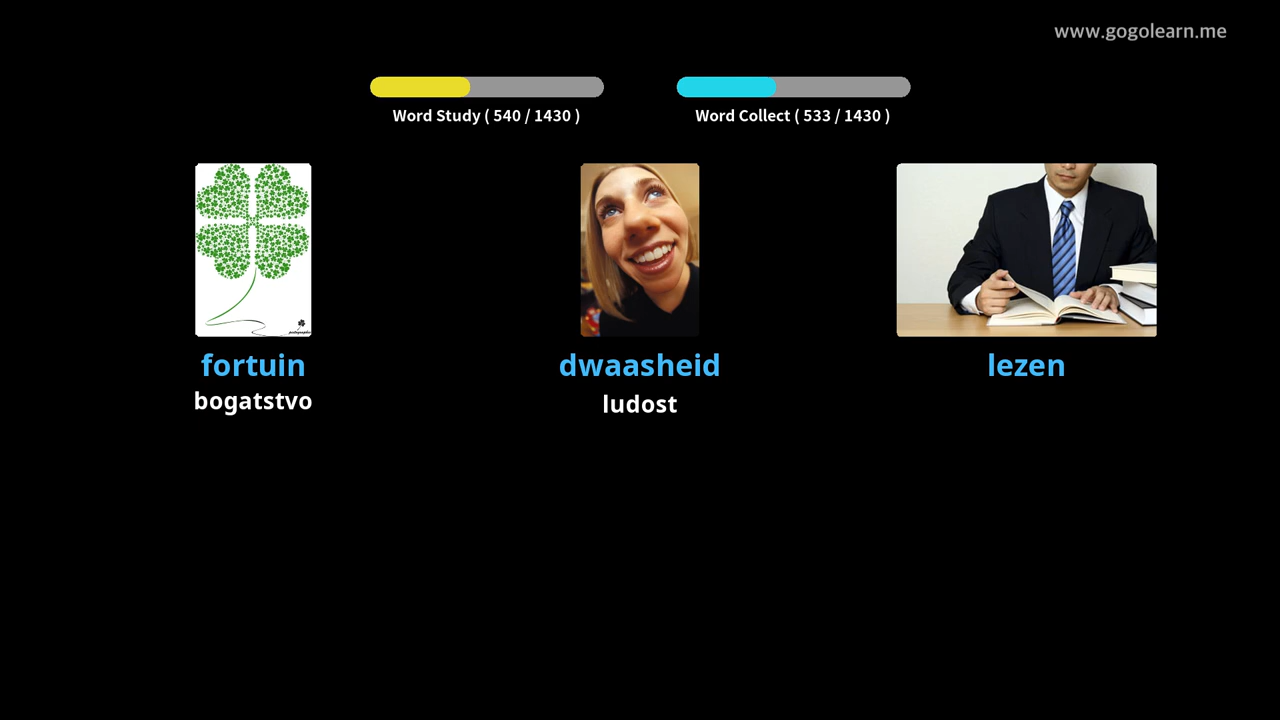 www.gogolearn.me
Word Study ( 540 / 1430 )
Word Collect ( 533 / 1430 )
fortuin
bogatstvo
dwaasheid
ludost
lezen